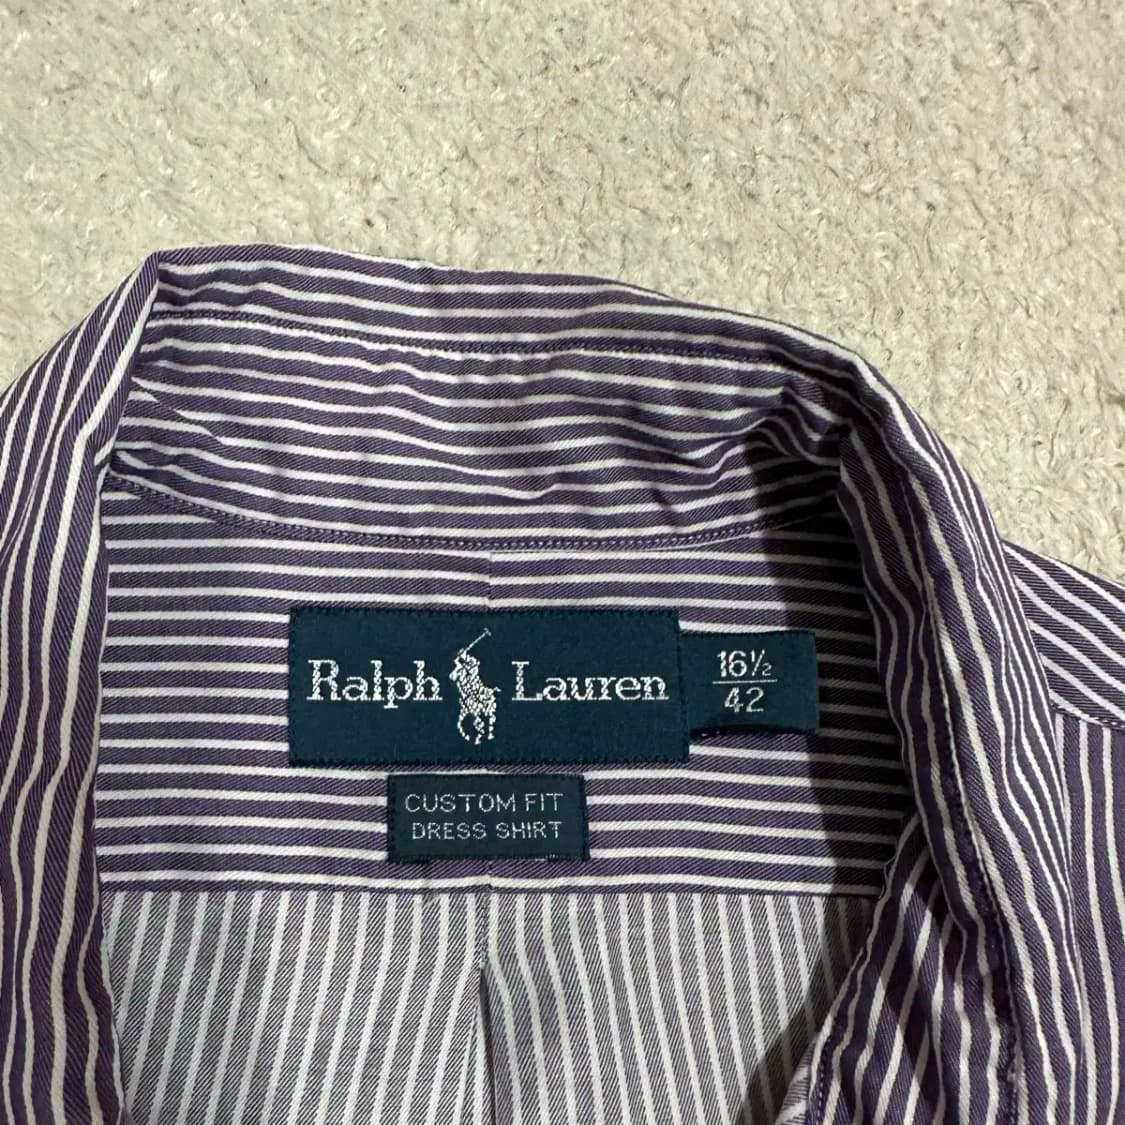 Ralph Lauren
16½
42
CUSTOM FIT
DRESS SHIRT